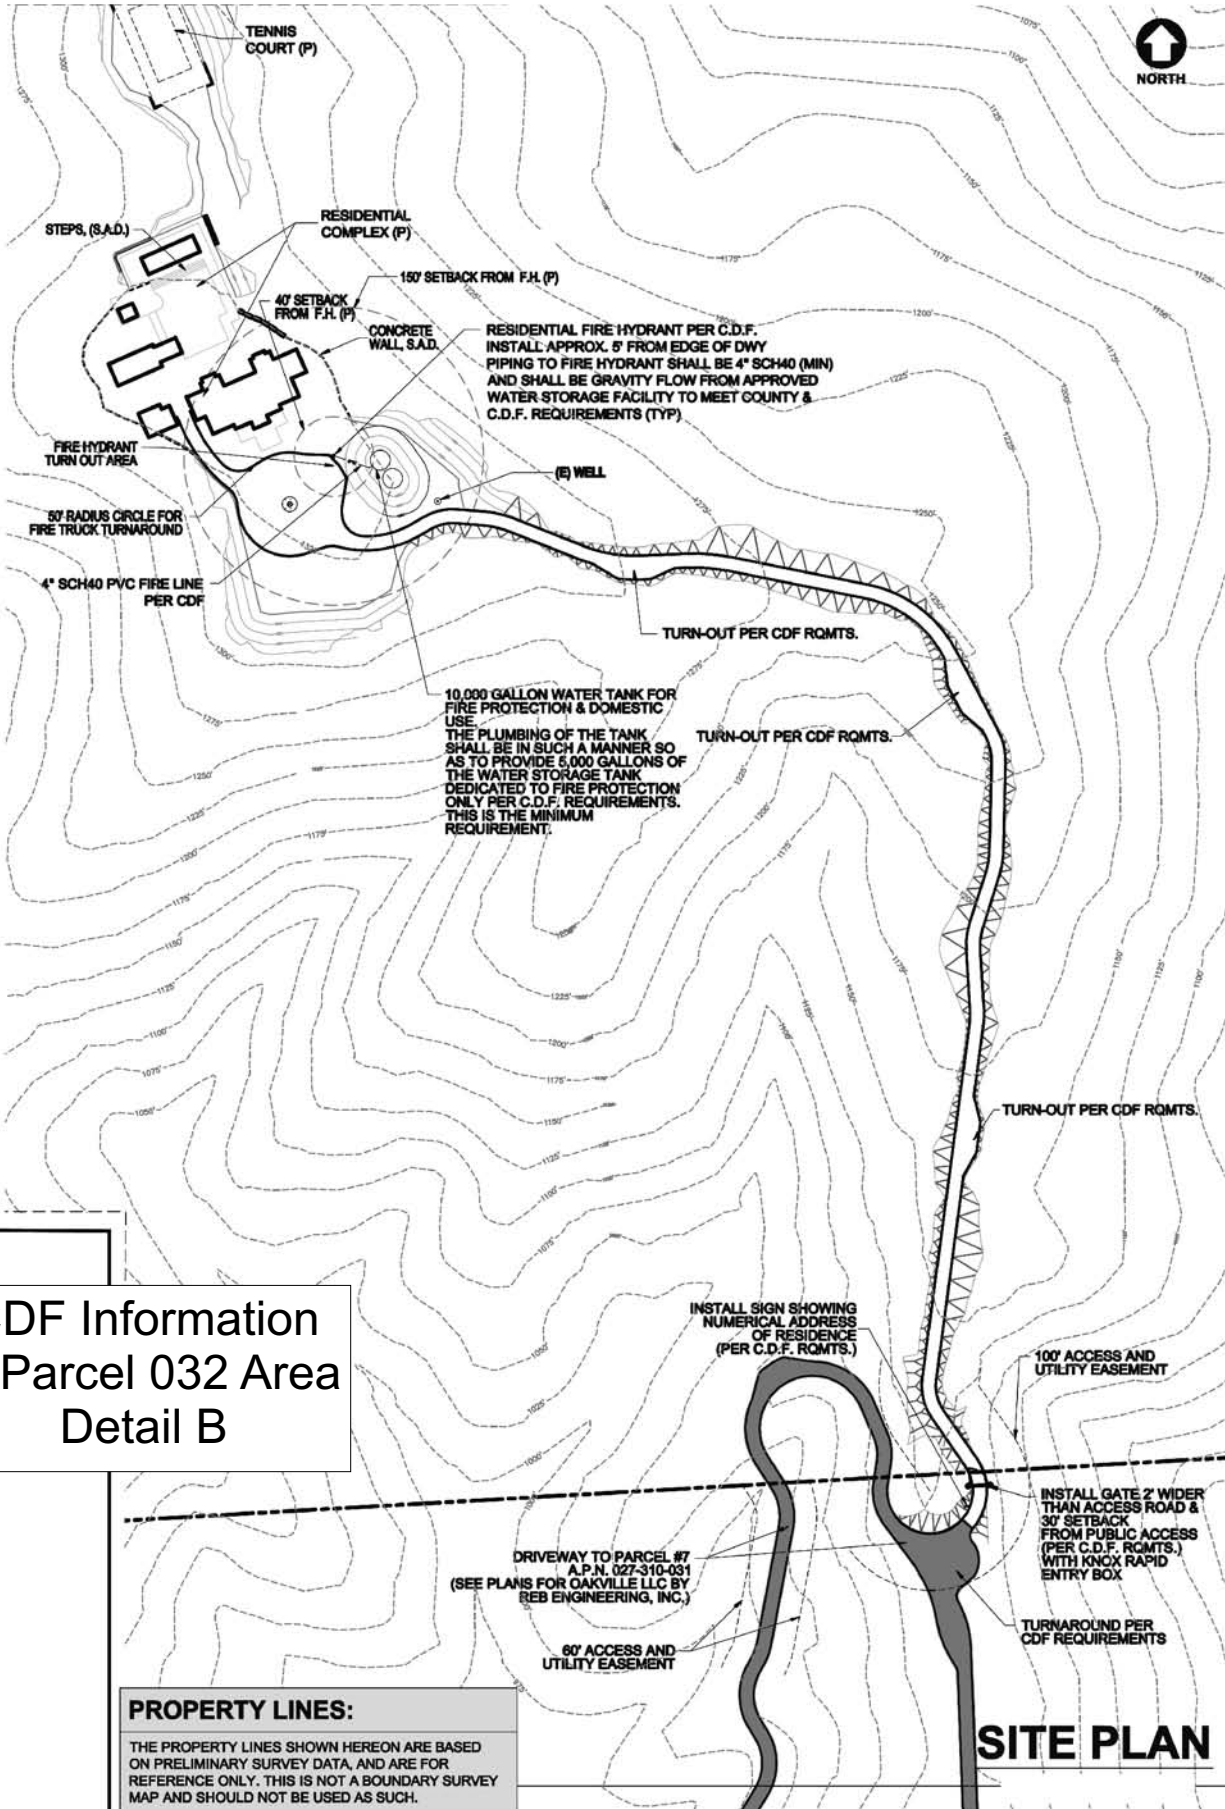 TENNIS
COURT (P)
NORTH
STEPS, (S.A.D.)
RESIDENTIAL
COMPLEX (P)
150' SETBACK FROM F.H. (P)
40' SETBACK
FROM F.H. (P)
CONCRETE
WALL, S.A.D.
RESIDENTIAL FIRE HYDRANT PER C.D.F.
INSTALL APPROX. 5' FROM EDGE OF DWY
PIPING TO FIRE HYDRANT SHALL BE 4" SCH40 (MIN)
AND SHALL BE GRAVITY FLOW FROM APPROVED
WATER STORAGE FACILITY TO MEET COUNTY &
C.D.F. REQUIREMENTS (TYP)
FIRE HYDRANT
TURN OUT AREA
(E) WELL
50' RADIUS CIRCLE FOR
FIRE TRUCK TURNAROUND
4" SCH40 PVC FIRE LINE
PER CDF
TURN-OUT PER CDF RQMTS.
10,000 GALLON WATER TANK FOR
FIRE PROTECTION & DOMESTIC
USE.
THE PLUMBING OF THE TANK
SHALL BE IN SUCH A MANNER SO
AS TO PROVIDE 5,000 GALLONS OF
THE WATER STORAGE TANK
DEDICATED TO FIRE PROTECTION
ONLY PER C.D.F. REQUIREMENTS.
THIS IS THE MINIMUM
REQUIREMENT.
TURN-OUT PER CDF RQMTS.
TURN-OUT PER CDF RQMTS.
DF Information
Parcel 032 Area
Detail B
INSTALL SIGN SHOWING
NUMERICAL ADDRESS
OF RESIDENCE
(PER C.D.F. RQMTS.)
100' ACCESS AND
UTILITY EASEMENT
INSTALL GATE 2' WIDER
THAN ACCESS ROAD &
30' SETBACK
FROM PUBLIC ACCESS
(PER C.D.F. RQMTS.)
WITH KNOX RAPID
ENTRY BOX
DRIVEWAY TO PARCEL #7
A.P.N. 027-310-031
(SEE PLANS FOR OAKVILLE LLC BY
REB ENGINEERING, INC.)
60' ACCESS AND
UTILITY EASEMENT
TURNAROUND PER
CDF REQUIREMENTS
PROPERTY LINES:
THE PROPERTY LINES SHOWN HEREON ARE BASED
ON PRELIMINARY SURVEY DATA, AND ARE FOR
REFERENCE ONLY. THIS IS NOT A BOUNDARY SURVEY
MAP AND SHOULD NOT BE USED AS SUCH.
SITE PLAN